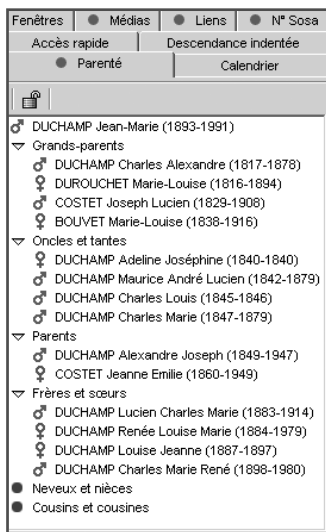 Fenêtres Médias Liens N° Sosa
Accès rapide Descendance indentée
Parenté Calendrier
DUCHAMP Jean-Marie (1893-1991)
Grands-parents
DUCHAMP Charles Alexandre (1817-1878)
DUROUCHET Marie-Louise (1816-1894)
COSTET Joseph Lucien (1829-1908)
BOUVET Marie-Louise (1838-1916)
Oncles et tantes
DUCHAMP Adeline Joséphine (1840-1840)
DUCHAMP Maurice André Lucien (1842-1879)
DUCHAMP Charles Louis (1845-1846)
DUCHAMP Charles Marie (1847-1879)
Parents
DUCHAMP Alexandre Joseph (1849-1947)
COSTET Jeanne Emilie (1860-1949)
Frères et sœurs
DUCHAMP Lucien Charles Marie (1883-1914)
DUCHAMP Renée Louise Marie (1884-1979)
DUCHAMP Louise Jeanne (1887-1897)
DUCHAMP Charles Marie René (1898-1980)
Neveux et nièces
Cousins et cousines